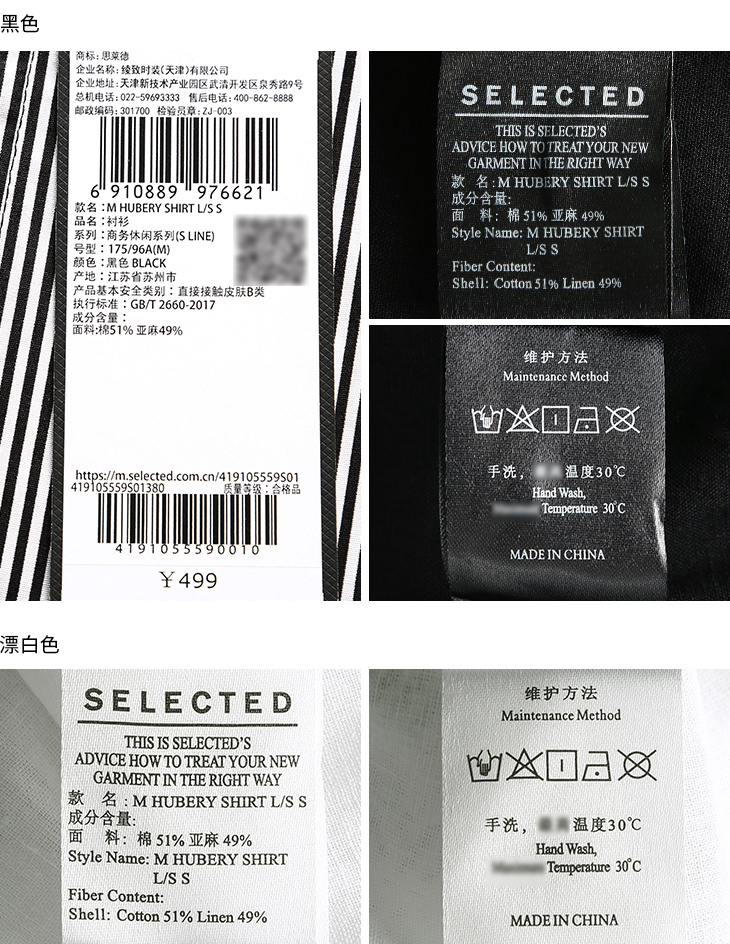 黑色
商标: 思莱德
企业名称: 绫致时装(天津)有限公司
企业地址: 天津新技术产业园区武清开发区泉秀路9号
总机电话: 022-59693333 售后电话: 400-862-8888
邮政编码: 301700 检验员章: ZJ-003
6 910889 976621
款名: M HUBERY SHIRT L/S S
品名: 衬衫
系列: 商务休闲系列(S LINE)
号型: 175/96A(M)
颜色: 黑色 BLACK
产地: 江苏省苏州市
产品基本安全类别: 直接接触皮肤B类
执行标准: GB/T 2660-2017
成分含量:
面料:棉51% 亚麻49%
https://m.selected.com.cn/419105559S01
419105559S01380 质量等级: 合格品
4191055590010
¥499
SELECTED
THIS IS SELECTED'S
ADVICE HOW TO TREAT YOUR NEW
GARMENT IN THE RIGHT WAY
款 名: M HUBERY SHIRT L/S S
成分含量:
面 料: 棉 51% 亚麻 49%
Style Name: M HUBERY SHIRT
L/S S
Fiber Content:
Shell: Cotton 51% Linen 49%
维护方法
Maintenance Method
手洗, 温度30℃
Hand Wash,
Temperature 30℃
MADE IN CHINA
漂白色
SELECTED
THIS IS SELECTED'S
ADVICE HOW TO TREAT YOUR NEW
GARMENT IN THE RIGHT WAY
款 名: M HUBERY SHIRT L/S S
成分含量:
面 料: 棉 51% 亚麻 49%
Style Name: M HUBERY SHIRT
L/S S
Fiber Content:
Shell: Cotton 51% Linen 49%
维护方法
Maintenance Method
手洗, 温度30℃
Hand Wash,
Temperature 30℃
MADE IN CHINA